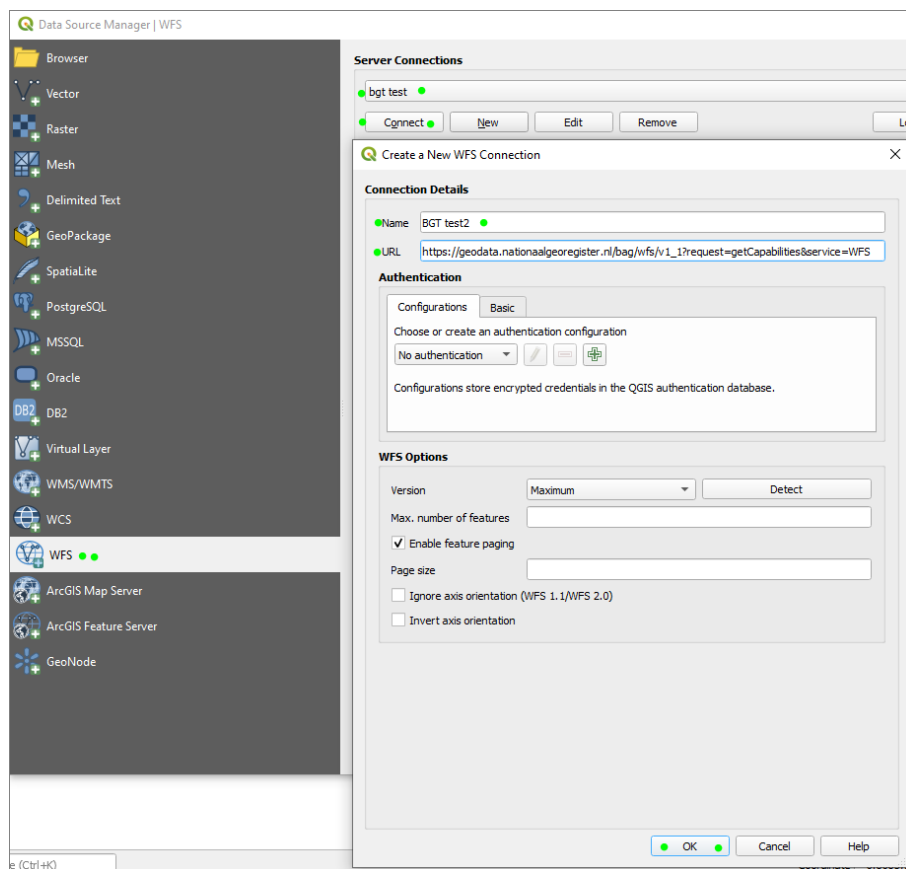 Data Source Manager | WFS
Browser
Vector
Raster
Mesh
Delimited Text
GeoPackage
SpatiaLite
PostgreSQL
MSSQL
Oracle
DB2
DB2
Virtual Layer
WMS/WMTS
WCS
WFS
ArcGIS Map Server
ArcGIS Feature Server
GeoNode
Server Connections
bgt test
Connect New Edit Remove
Create a New WFS Connection
Connection Details
Name BGT test2
URL https://geodata.nationaalgeoregister.nl/bag/wfs/v1_1?request=getCapabilities&service=WFS
Authentication
Configurations Basic
Choose or create an authentication configuration
No authentication
Configurations store encrypted credentials in the QGIS authentication database.
WFS Options
Version Maximum Detect
Max. number of features
Enable feature paging
Page size
Ignore axis orientation (WFS 1.1/WFS 2.0)
Invert axis orientation
OK Cancel Help
(Ctrl+K)